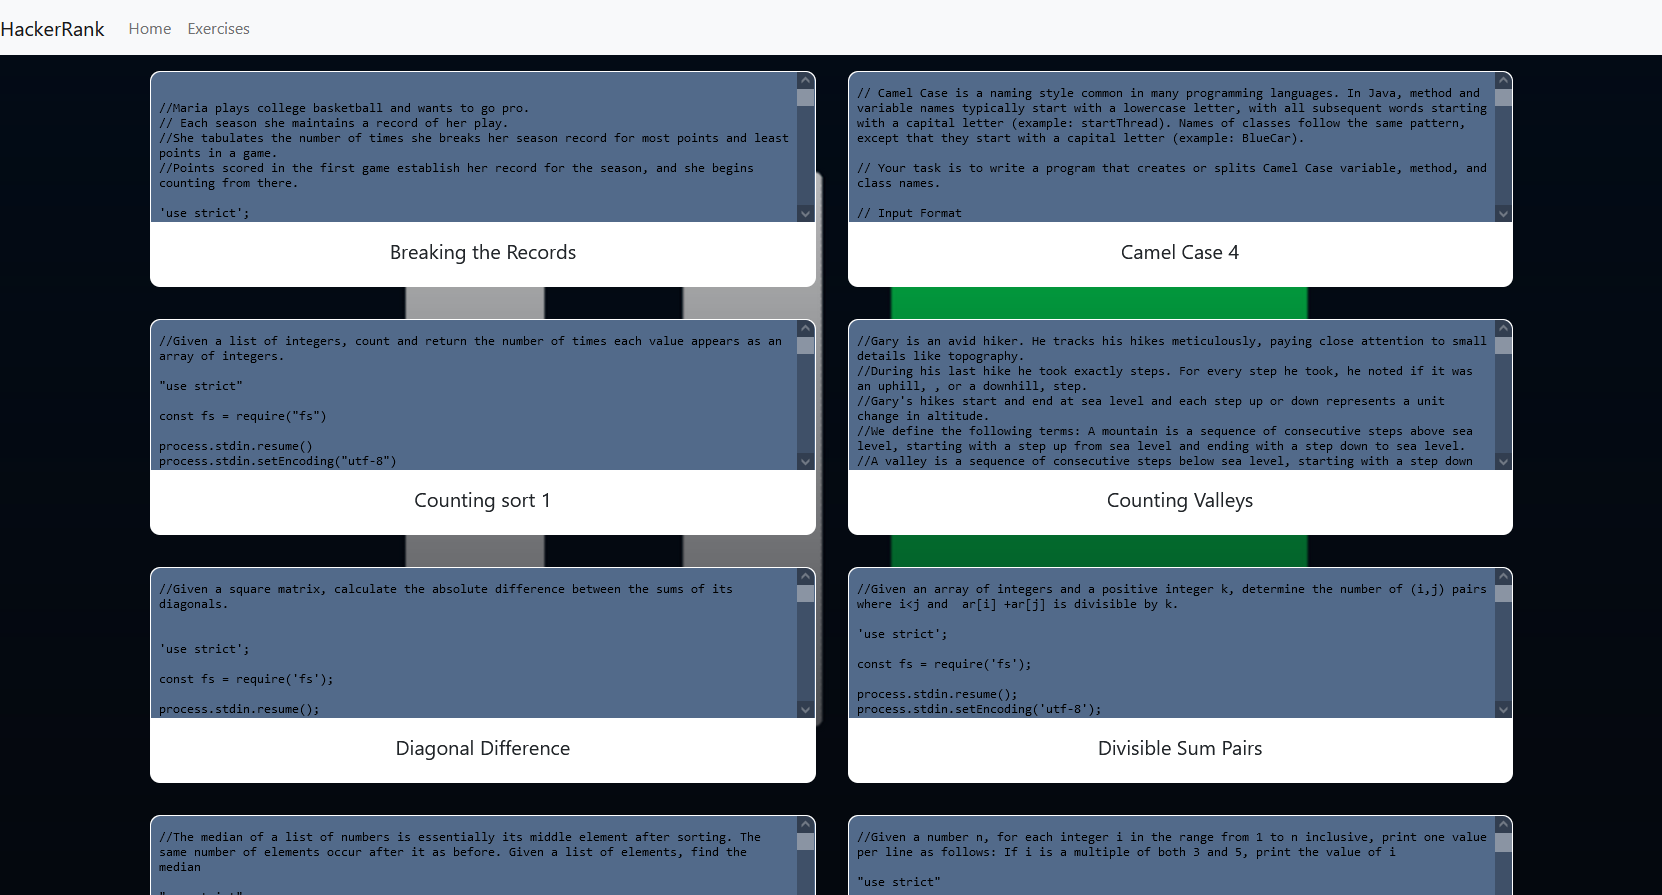 HackerRank Home Exercises
//Maria plays college basketball and wants to go pro.
// Each season she maintains a record of her play.
//She tabulates the number of times she breaks her season record for most points and least
points in a game.
//Points scored in the first game establish her record for the season, and she begins
counting from there.
'use strict';
Breaking the Records
// Camel Case is a naming style common in many programming languages. In Java, method and
variable names typically start with a lowercase letter, with all subsequent words starting
with a capital letter (example: startThread). Names of classes follow the same pattern,
except that they start with a capital letter (example: BlueCar).
// Your task is to write a program that creates or splits Camel Case variable, method, and
class names.
// Input Format
Camel Case 4
//Given a list of integers, count and return the number of times each value appears as an
array of integers.
"use strict"
const fs = require("fs")
process.stdin.resume()
process.stdin.setEncoding("utf-8")
Counting sort 1
//Gary is an avid hiker. He tracks his hikes meticulously, paying close attention to small
details like topography.
//During his last hike he took exactly steps. For every step he took, he noted if it was
an uphill, , or a downhill, step.
//Gary's hikes start and end at sea level and each step up or down represents a unit
change in altitude.
//We define the following terms: A mountain is a sequence of consecutive steps above sea
level, starting with a step up from sea level and ending with a step down to sea level.
//A valley is a sequence of consecutive steps below sea level, starting with a step down
Counting Valleys
//Given a square matrix, calculate the absolute difference between the sums of its
diagonals.
'use strict';
const fs = require('fs');
process.stdin.resume();
Diagonal Difference
//Given an array of integers and a positive integer k, determine the number of (i,j) pairs
where i<j and  ar[i] +ar[j] is divisible by k.
'use strict';
const fs = require('fs');
process.stdin.resume();
process.stdin.setEncoding('utf-8');
Divisible Sum Pairs
//The median of a list of numbers is essentially its middle element after sorting. The
same number of elements occur after it as before. Given a list of elements, find the
median
//Given a number n, for each integer i in the range from 1 to n inclusive, print one value
per line as follows: If i is a multiple of both 3 and 5, print the value of i
"use strict"